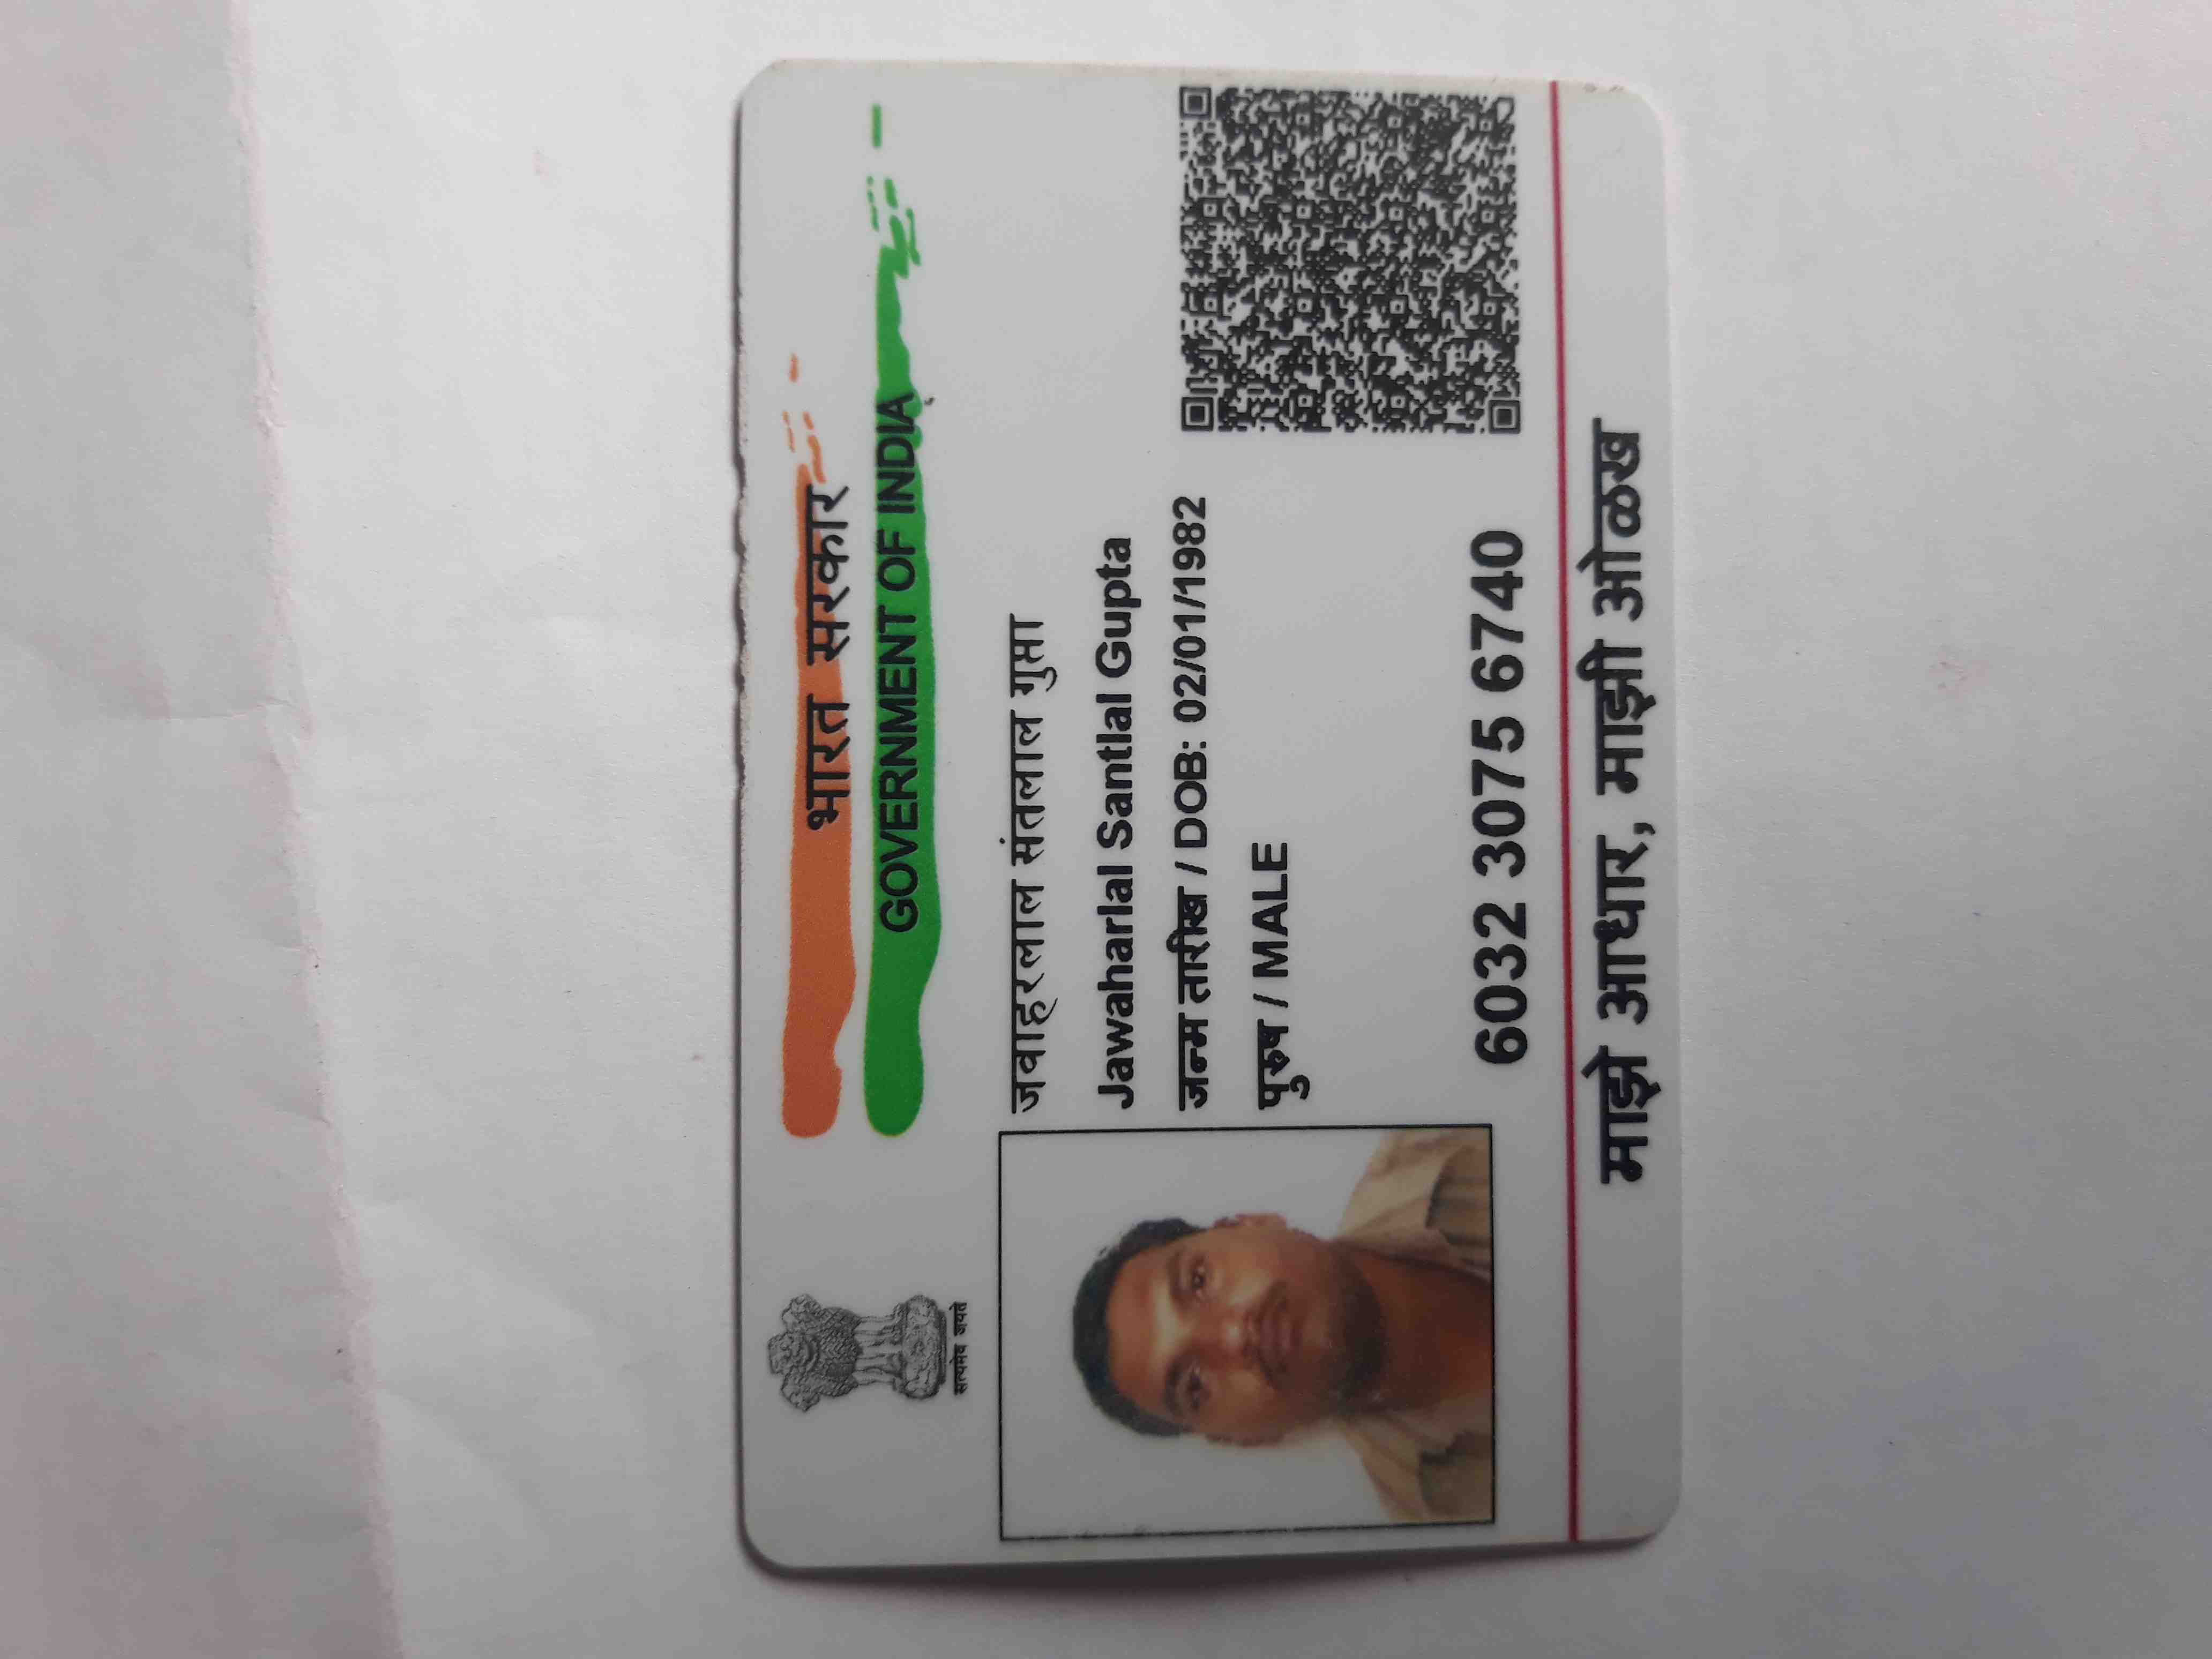 भारत सरकार
GOVERNMENT OF INDIA
सत्यमेव जयते
जवाहरलाल संतलाल गुप्ता
Jawaharlal Santlal Gupta
जन्म तारीख / DOB: 02/01/1982
पुरुष / MALE
6032 3075 6740
माझे आधार, माझी ओळख